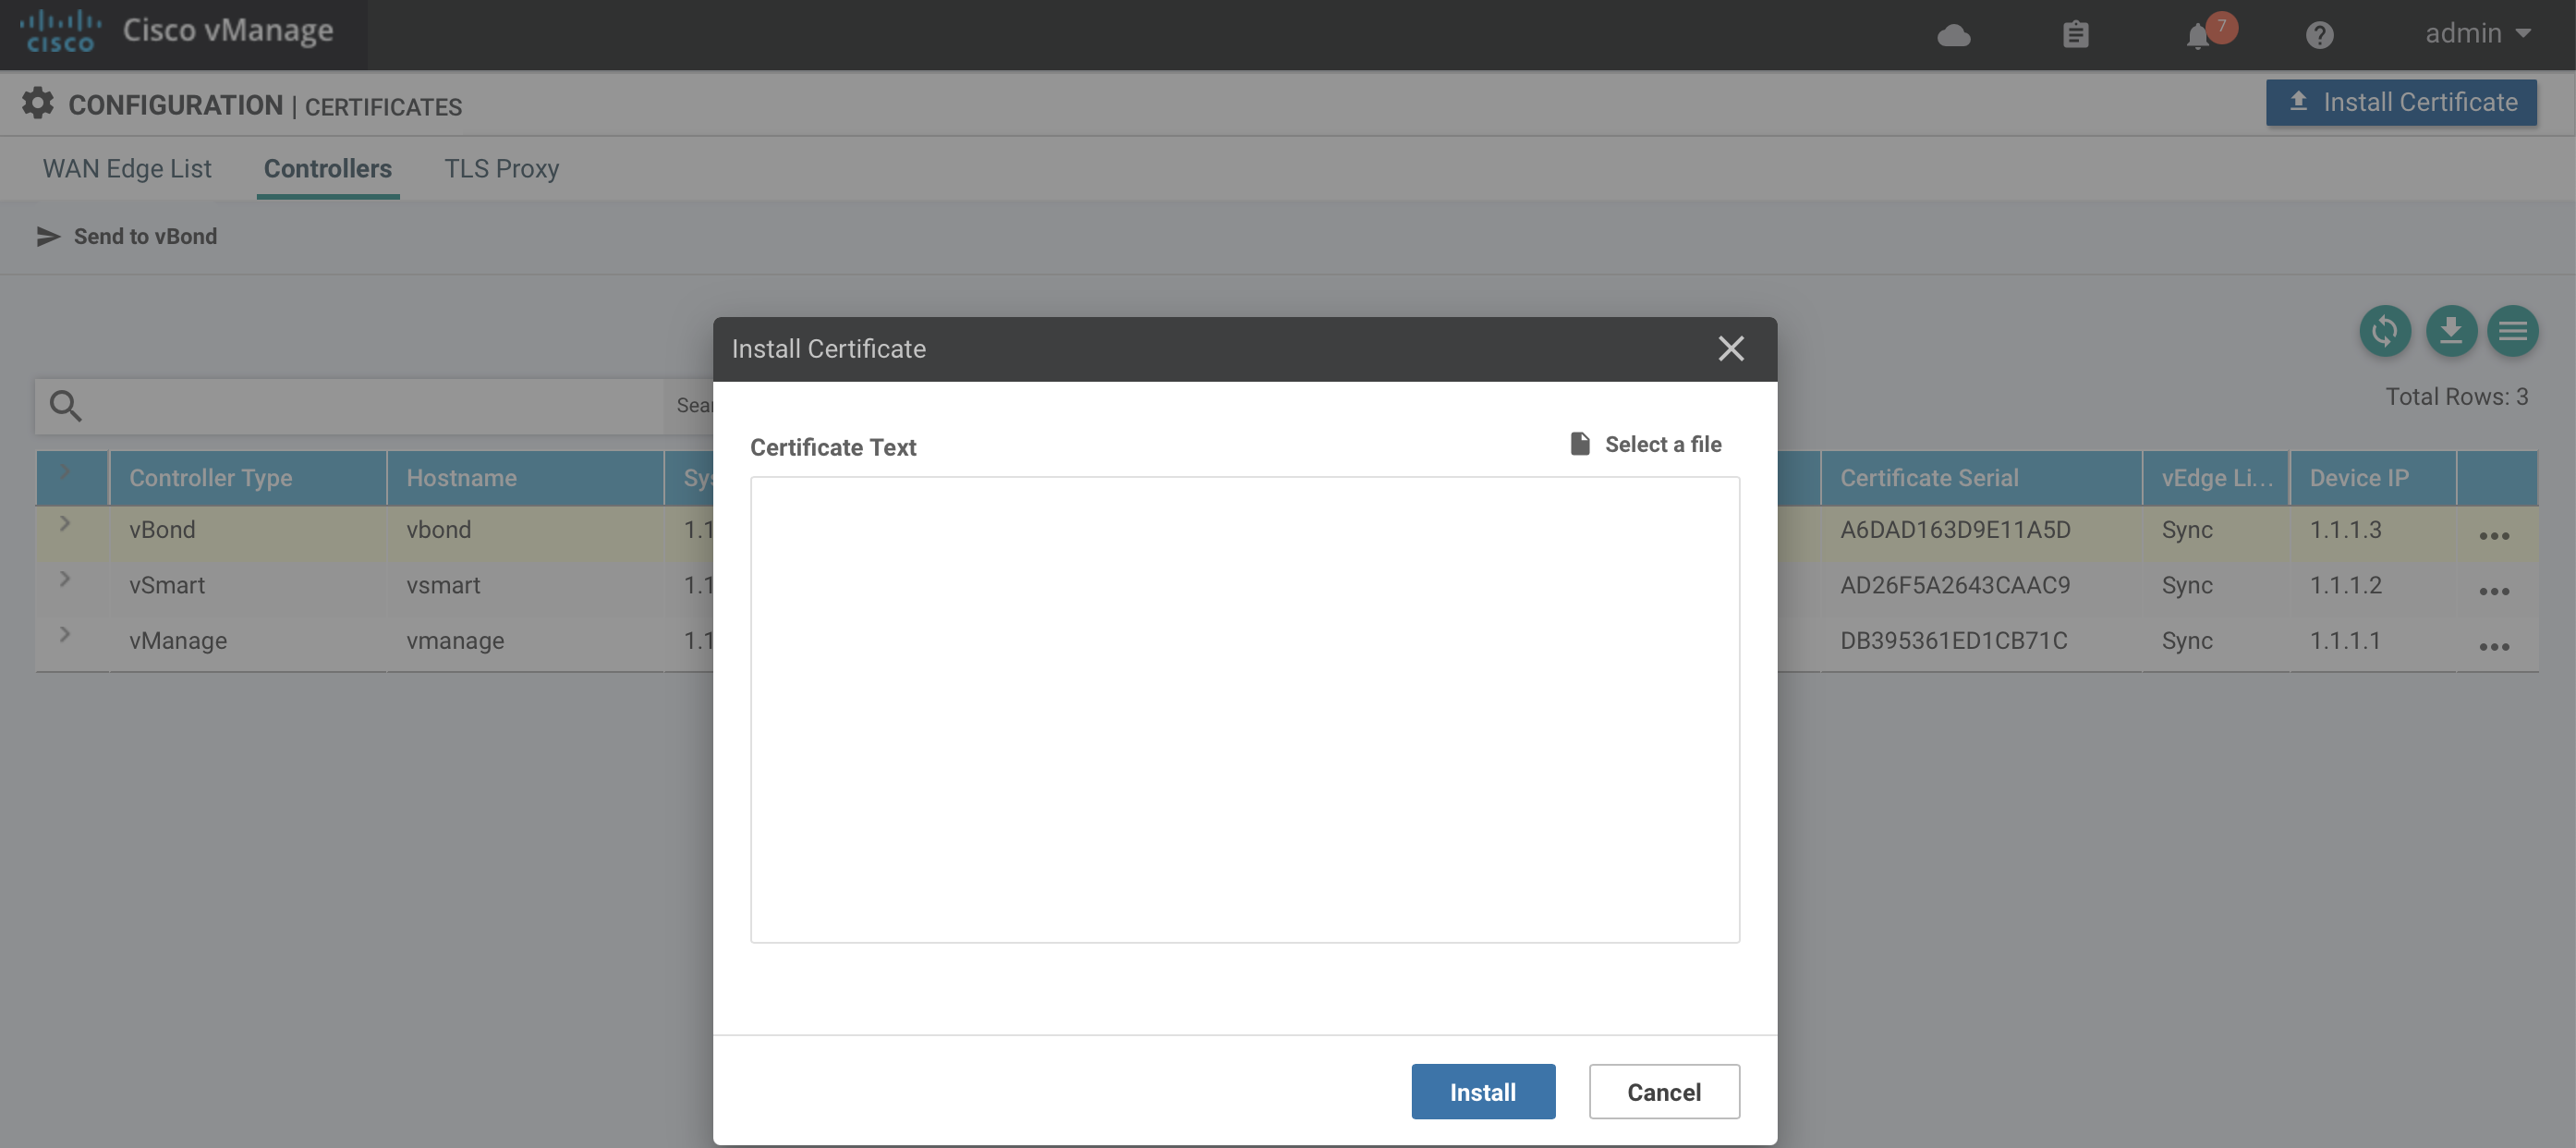 CISCO Cisco vManage 7 admin
CONFIGURATION | CERTIFICATES Install Certificate
WAN Edge List Controllers TLS Proxy
Send to vBond
Install Certificate
Total Rows: 3
Certificate Text Select a file
Controller Type Hostname Certificate Serial vEdge Li... Device IP
vBond vbond 1.1 A6DAD163D9E11A5D Sync 1.1.1.3
vSmart vsmart 1.1 AD26F5A2643CAAC9 Sync 1.1.1.2
vManage vmanage 1.1 DB395361ED1CB71C Sync 1.1.1.1
Install Cancel